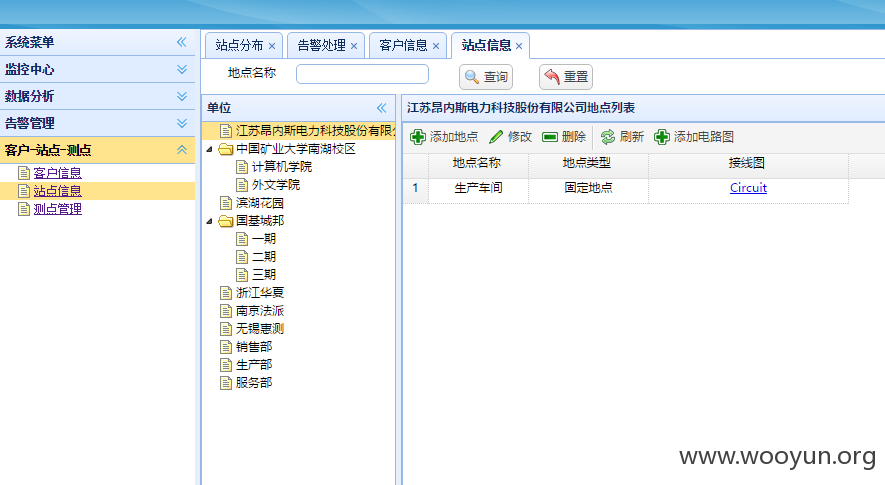 系统菜单
监控中心
数据分析
告警管理
客户-站点-测点
客户信息
站点信息
测点管理
站点分布 告警处理 客户信息 站点信息
地点名称 查询 重置
单位
江苏昂内斯电力科技股份有限
中国矿业大学南湖校区
计算机学院
外文学院
滨湖花园
国基城邦
一期
二期
三期
浙江华夏
南京法派
无锡惠测
销售部
生产部
服务部
江苏昂内斯电力科技股份有限公司地点列表
添加地点 修改 删除 刷新 添加电路图
地点名称 地点类型 接线图
1 生产车间 固定地点 Circuit
www.wooyun.org